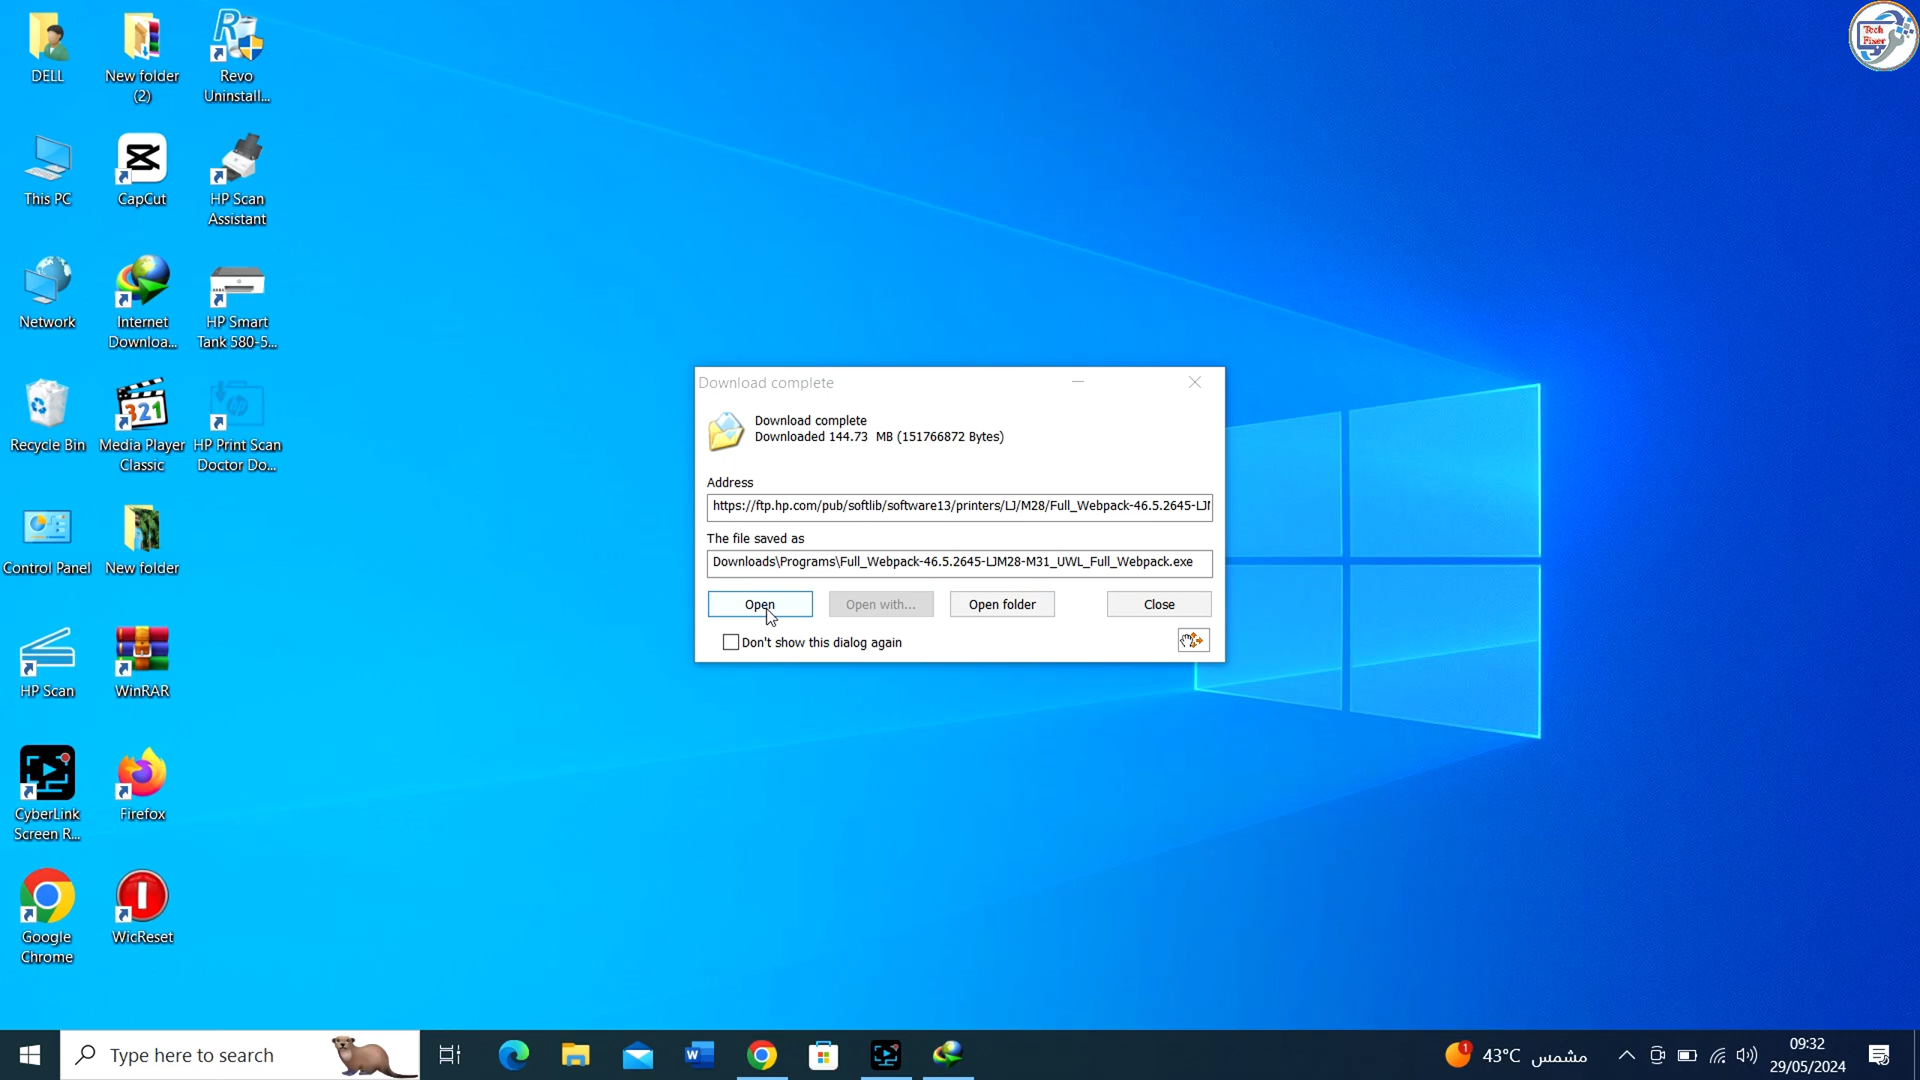 Tech
Fixer
DELL
New folder
(2)
Revo
Uninstall...
This PC
CapCut
HP Scan
Assistant
Network
Internet
Downloa...
HP Smart
Tank 580-5...
Recycle Bin
Media Player
Classic
HP Print Scan
Doctor Do...
Control Panel
New folder
HP Scan
WinRAR
CyberLink
Screen R...
Firefox
Google
Chrome
WicReset
Download complete
Download complete
Downloaded 144.73 MB (151766872 Bytes)
Address
https://ftp.hp.com/pub/softlib/software13/printers/LJ/M28/Full_Webpack-46.5.2645-LJ
The file saved as
Downloads\Programs\Full_Webpack-46.5.2645-LJM28-M31_UWL_Full_Webpack.exe
Open
Open with...
Open folder
Close
Don't show this dialog again
Type here to search
1
43°C مشمس
09:32
29/05/2024